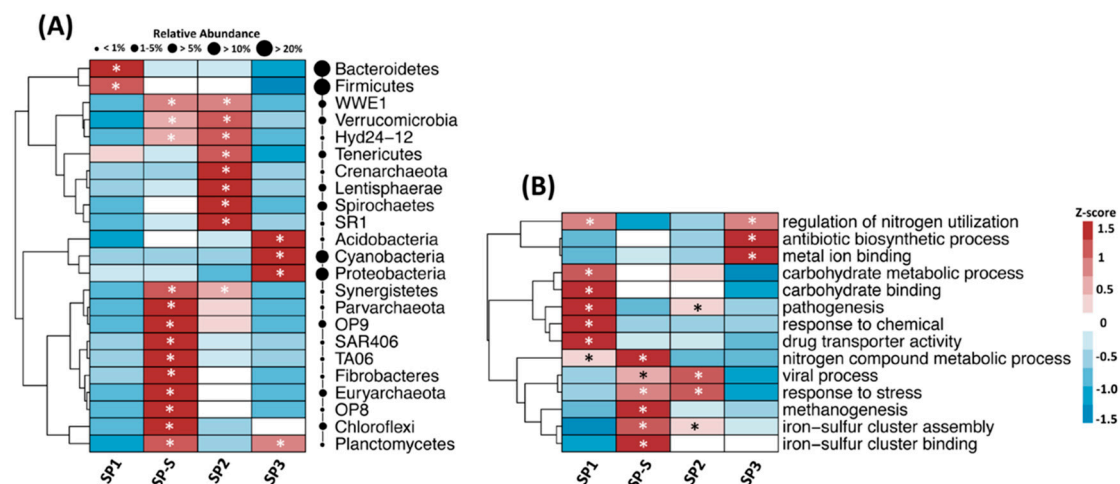 (A)
Relative Abundance
< 1% 1-5% > 5% > 10% > 20%
Bacteroidetes
Firmicutes
WWE1
Verrucomicrobia
Hyd24-12
Tenericutes
Crenarchaeota
Lentisphaerae
Spirochaetes
SR1
Acidobacteria
Cyanobacteria
Proteobacteria
Synergistetes
Parvarchaeota
OP9
SAR406
TA06
Fibrobacteres
Euryarchaeota
OP8
Chloroflexi
Planctomycetes
SP1 SP-S SP2 SP3
(B)
regulation of nitrogen utilization
antibiotic biosynthetic process
metal ion binding
carbohydrate metabolic process
carbohydrate binding
pathogenesis
response to chemical
drug transporter activity
nitrogen compound metabolic process
viral process
response to stress
methanogenesis
iron-sulfur cluster assembly
iron-sulfur cluster binding
SP1 SP-S SP2 SP3
Z-score
1.5
1
0.5
0
-0.5
-1.0
-1.5